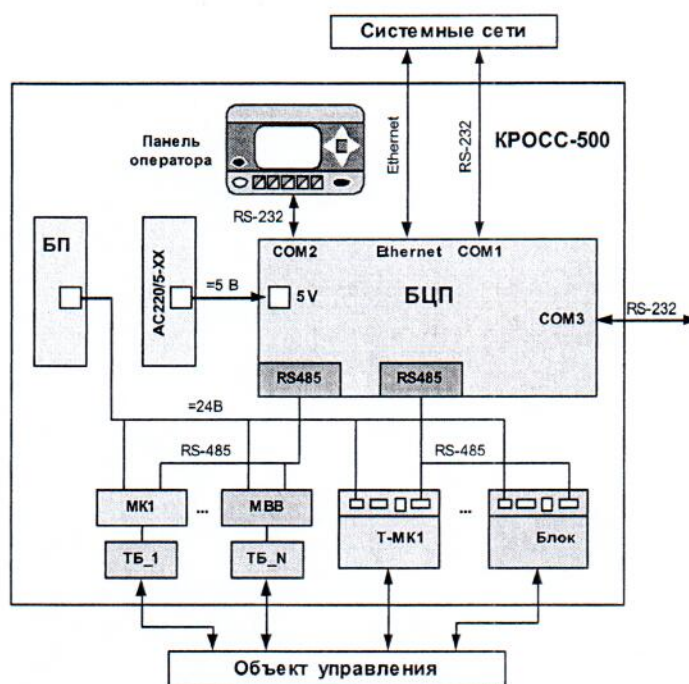 Системные сети
КРОСС-500
Панель оператора
Ethernet
RS-232
RS-232
БП
AC220/5-XX
=5 В
COM2
Ethernet
COM1
5 V
БЦП
COM3
RS-232
RS485
RS485
=24В
RS-485
RS-485
МК1
...
МВВ
Т-МК1
...
Блок
ТБ_1
ТБ_N
Объект управления